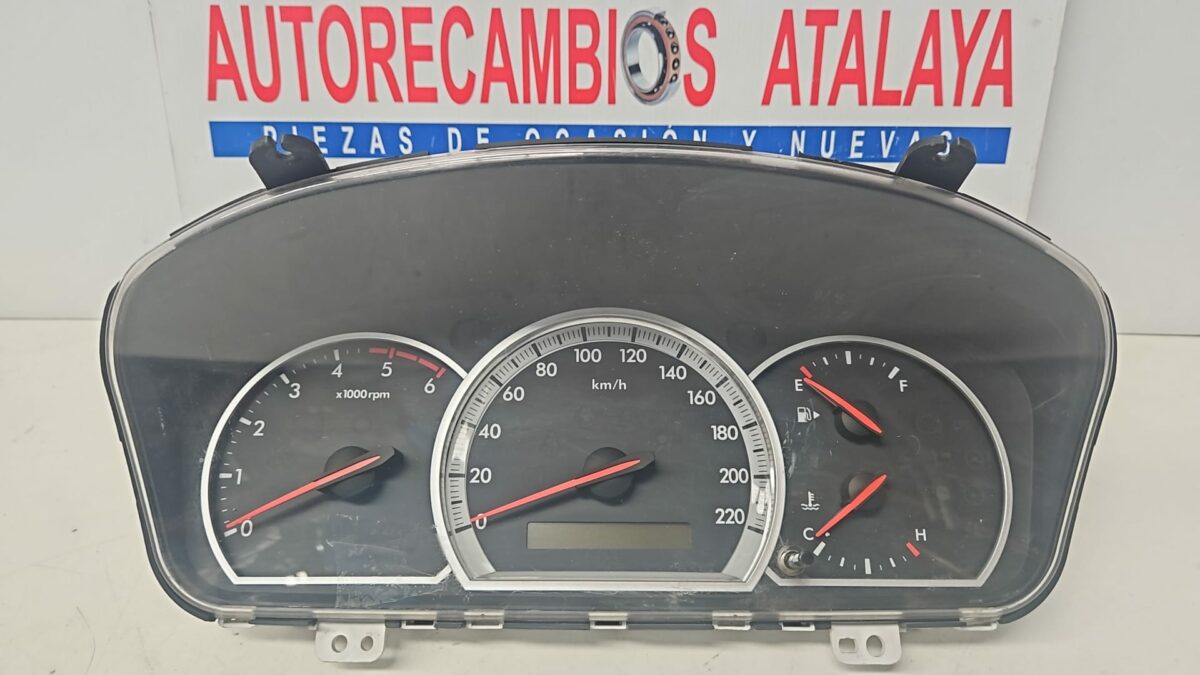 AUTORECAMBIOS ATALAYA
PIEZAS DE OCASIÓN Y NUEVAS
0 1 2 3 4 5 6
x1000rpm
0 20 40 60 80 100 120 140 160 180 200 220
km/h
E F
C H